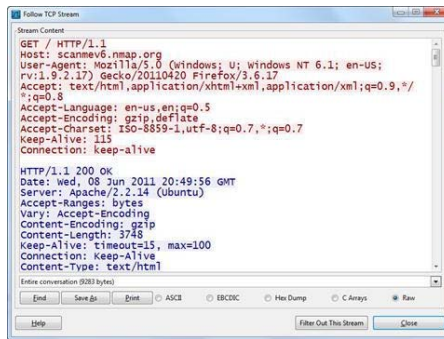 Follow TCP Stream
Stream Content
GET / HTTP/1.1
Host: scanmev6.nmap.org
User-Agent: Mozilla/5.0 (Windows; U; Windows NT 6.1; en-US;
rv:1.9.2.17) Gecko/20110420 Firefox/3.6.17
Accept: text/html,application/xhtml+xml,application/xml;q=0.9,*/
*;q=0.8
Accept-Language: en-us,en;q=0.5
Accept-Encoding: gzip,deflate
Accept-Charset: ISO-8859-1,utf-8;q=0.7,*;q=0.7
Keep-Alive: 115
Connection: keep-alive
HTTP/1.1 200 OK
Date: Wed, 08 Jun 2011 20:49:56 GMT
Server: Apache/2.2.14 (Ubuntu)
Accept-Ranges: bytes
Vary: Accept-Encoding
Content-Encoding: gzip
Content-Length: 3748
Keep-Alive: timeout=15, max=100
Connection: Keep-Alive
Content-Type: text/html
Entire conversation (9283 bytes)
Find Save As Print ASCII EBCDIC Hex Dump C Arrays Raw
Help Filter Out This Stream Close